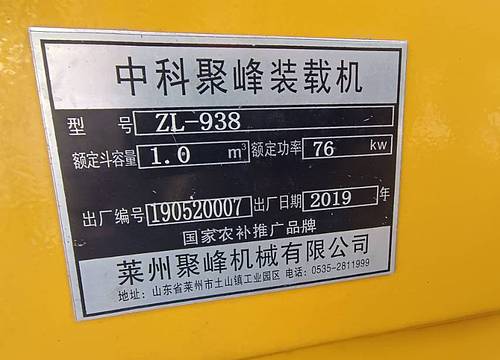 中科聚峰装载机
型号 ZL-938
额定斗容量 1.0 m³ 额定功率 76 kw
出厂编号 190520007 出厂日期 2019 年
国家农补推广品牌
莱州聚峰机械有限公司
地址: 山东省莱州市土山镇工业园区 电话: 0535-2811999